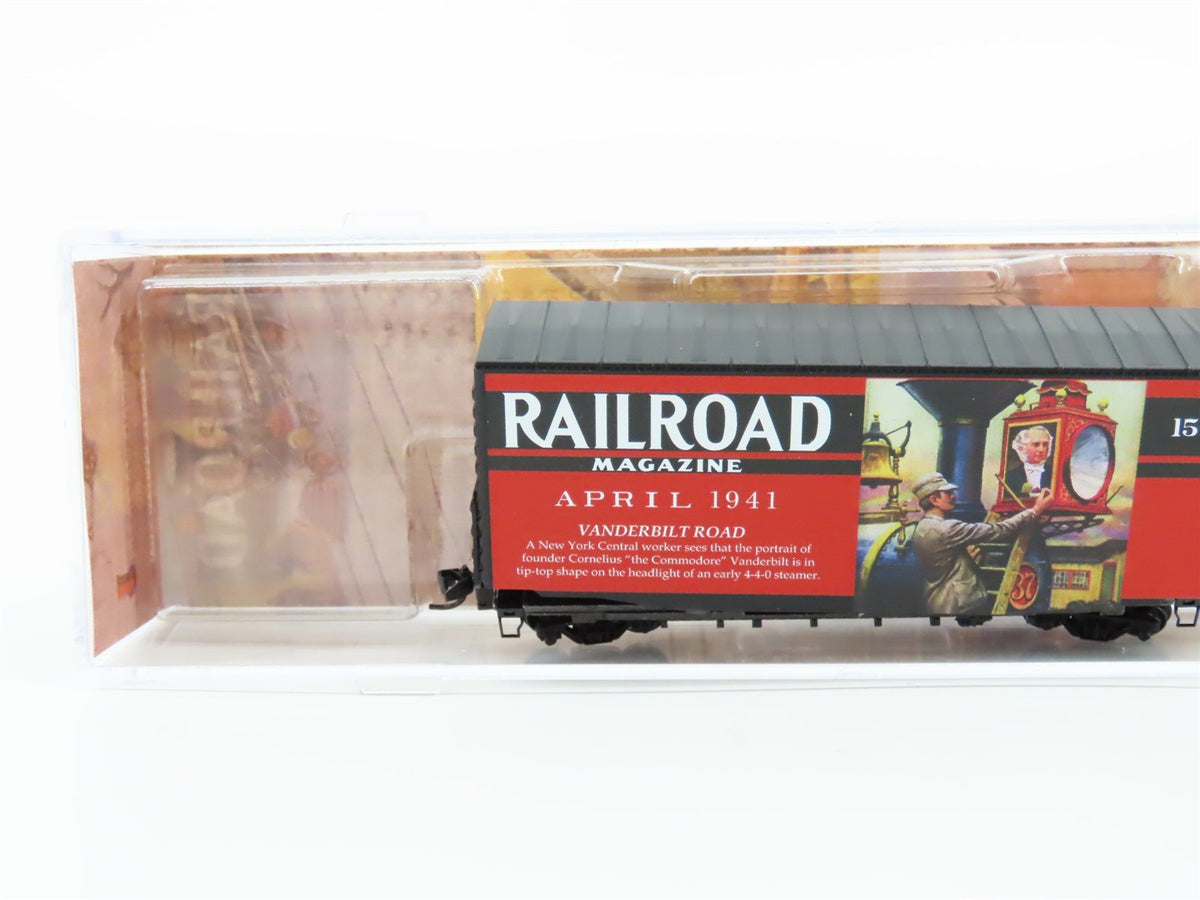 RAILROAD
MAGAZINE
APRIL 1941
VANDERBILT ROAD
A New York Central worker sees that the portrait of
founder Cornelius "the Commodore" Vanderbilt is in
tip-top shape on the headlight of an early 4-4-0 steamer.
15
37